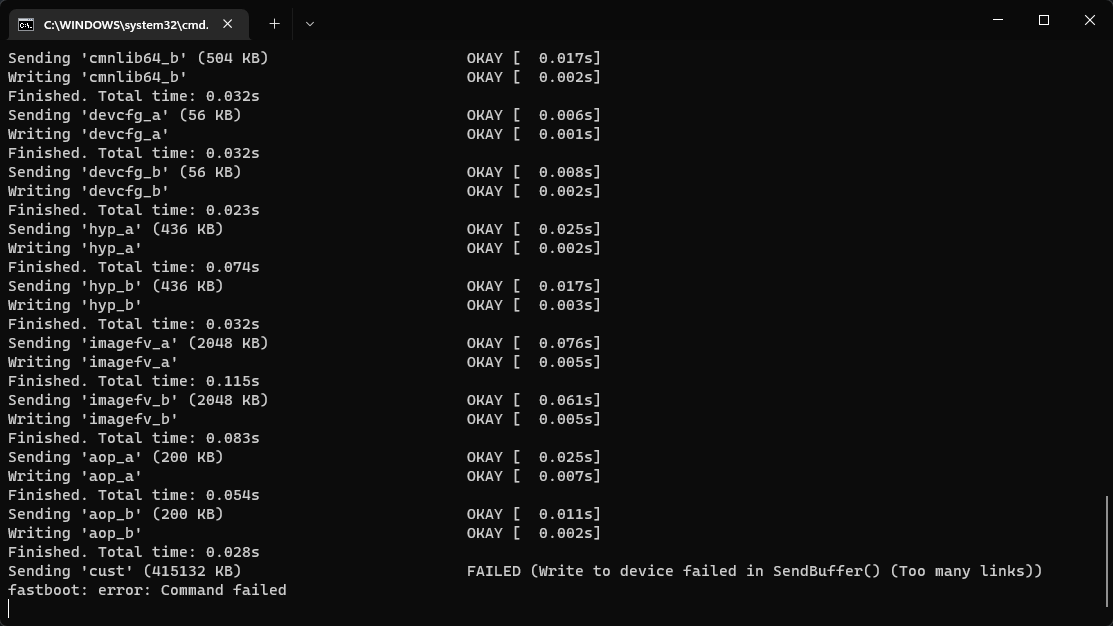 C:\WINDOWS\system32\cmd.
Sending 'cmnlib64_b' (504 KB) OKAY [ 0.017s]
Writing 'cmnlib64_b' OKAY [ 0.002s]
Finished. Total time: 0.032s
Sending 'devcfg_a' (56 KB) OKAY [ 0.006s]
Writing 'devcfg_a' OKAY [ 0.001s]
Finished. Total time: 0.032s
Sending 'devcfg_b' (56 KB) OKAY [ 0.008s]
Writing 'devcfg_b' OKAY [ 0.002s]
Finished. Total time: 0.023s
Sending 'hyp_a' (436 KB) OKAY [ 0.025s]
Writing 'hyp_a' OKAY [ 0.002s]
Finished. Total time: 0.074s
Sending 'hyp_b' (436 KB) OKAY [ 0.017s]
Writing 'hyp_b' OKAY [ 0.003s]
Finished. Total time: 0.032s
Sending 'imagefv_a' (2048 KB) OKAY [ 0.076s]
Writing 'imagefv_a' OKAY [ 0.005s]
Finished. Total time: 0.115s
Sending 'imagefv_b' (2048 KB) OKAY [ 0.061s]
Writing 'imagefv_b' OKAY [ 0.005s]
Finished. Total time: 0.083s
Sending 'aop_a' (200 KB) OKAY [ 0.025s]
Writing 'aop_a' OKAY [ 0.007s]
Finished. Total time: 0.054s
Sending 'aop_b' (200 KB) OKAY [ 0.011s]
Writing 'aop_b' OKAY [ 0.002s]
Finished. Total time: 0.028s
Sending 'cust' (415132 KB) FAILED (Write to device failed in SendBuffer() (Too many links))
fastboot: error: Command failed